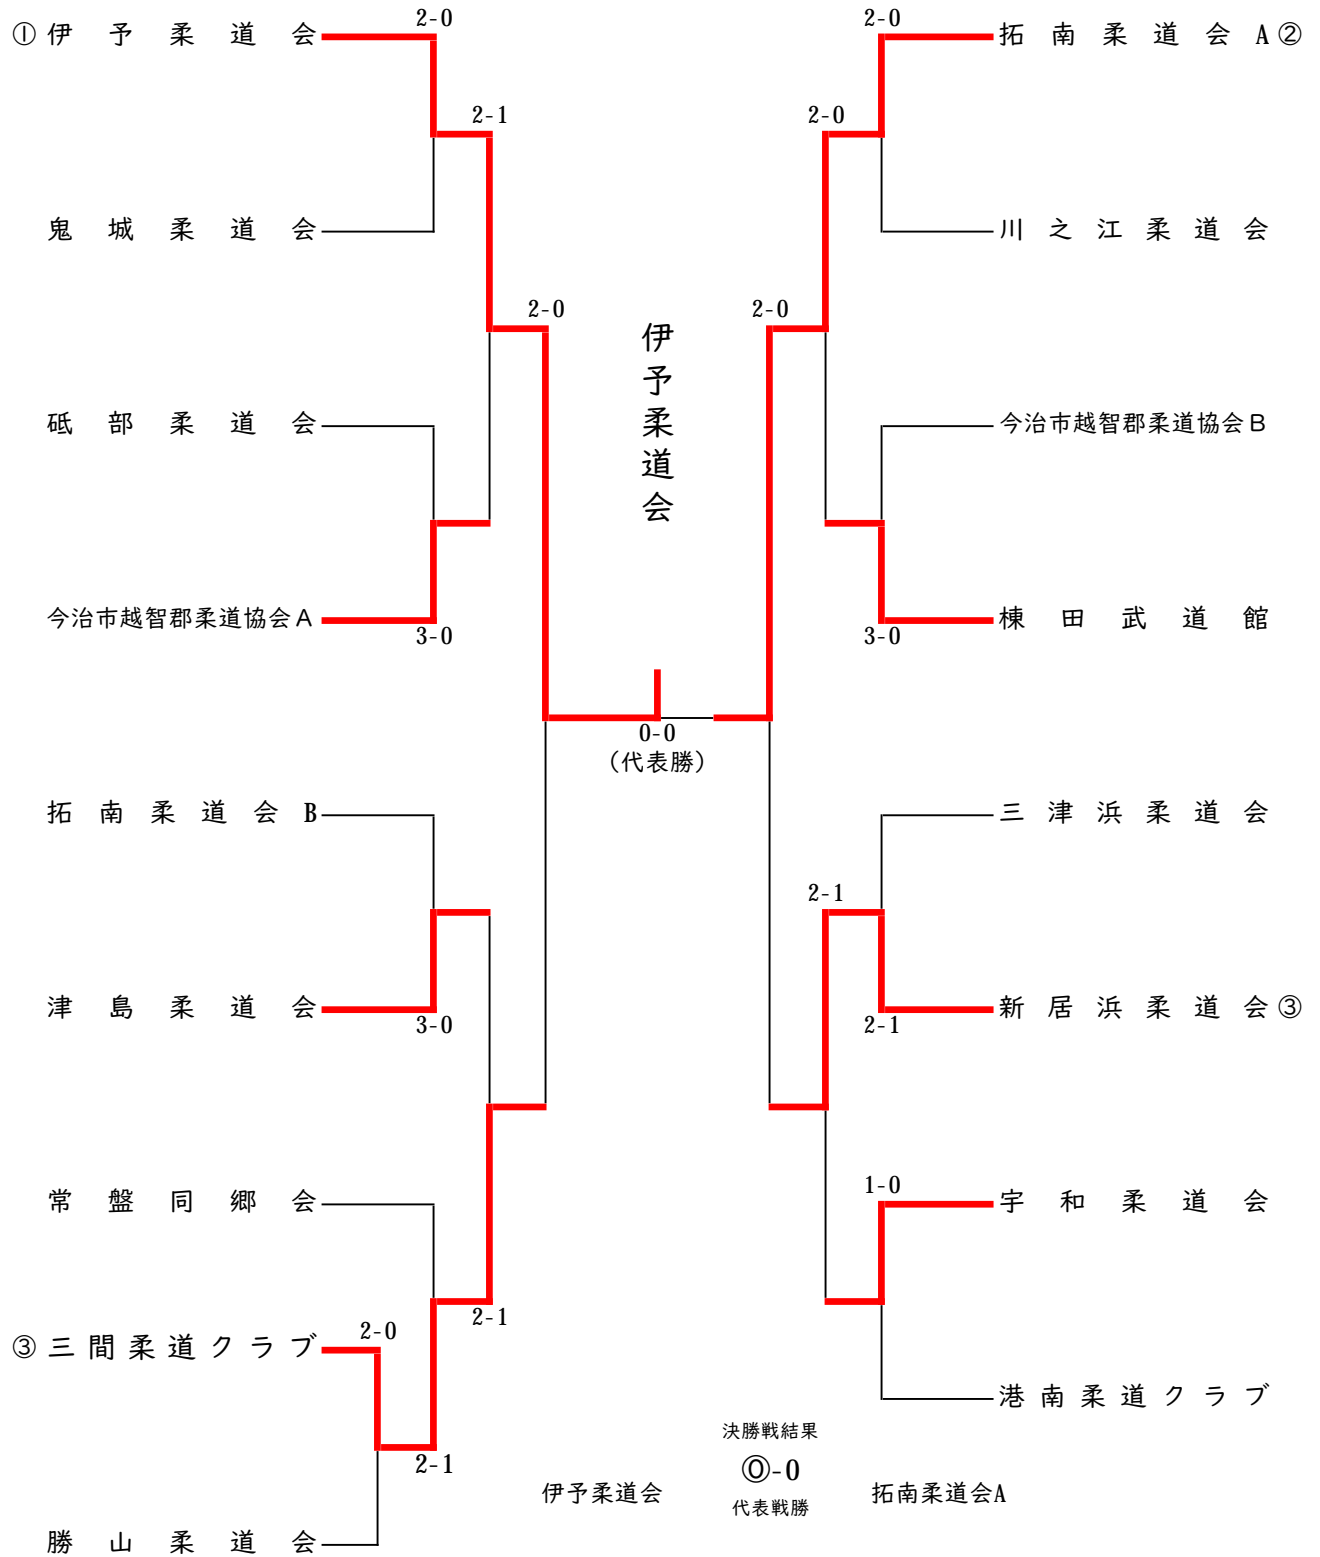 2-0
2-0
① 伊予柔道会
拓南柔道会A ②
2-1
2-0
鬼城柔道会
川之江柔道会
2-0
2-0
伊予柔道会
砥部柔道会
今治市越智郡柔道協会B
今治市越智郡柔道協会A
3-0
3-0
棟田武道館
0-0
(代表勝)
拓南柔道会B
三津浜柔道会
2-1
津島柔道会
3-0
2-1
新居浜柔道会 ③
1-0
常盤同郷会
宇和柔道会
2-1
2-0
③ 三間柔道クラブ
港南柔道クラブ
決勝戦結果
2-1
⓪-0
伊予柔道会
拓南柔道会A
代表戦勝
勝山柔道会